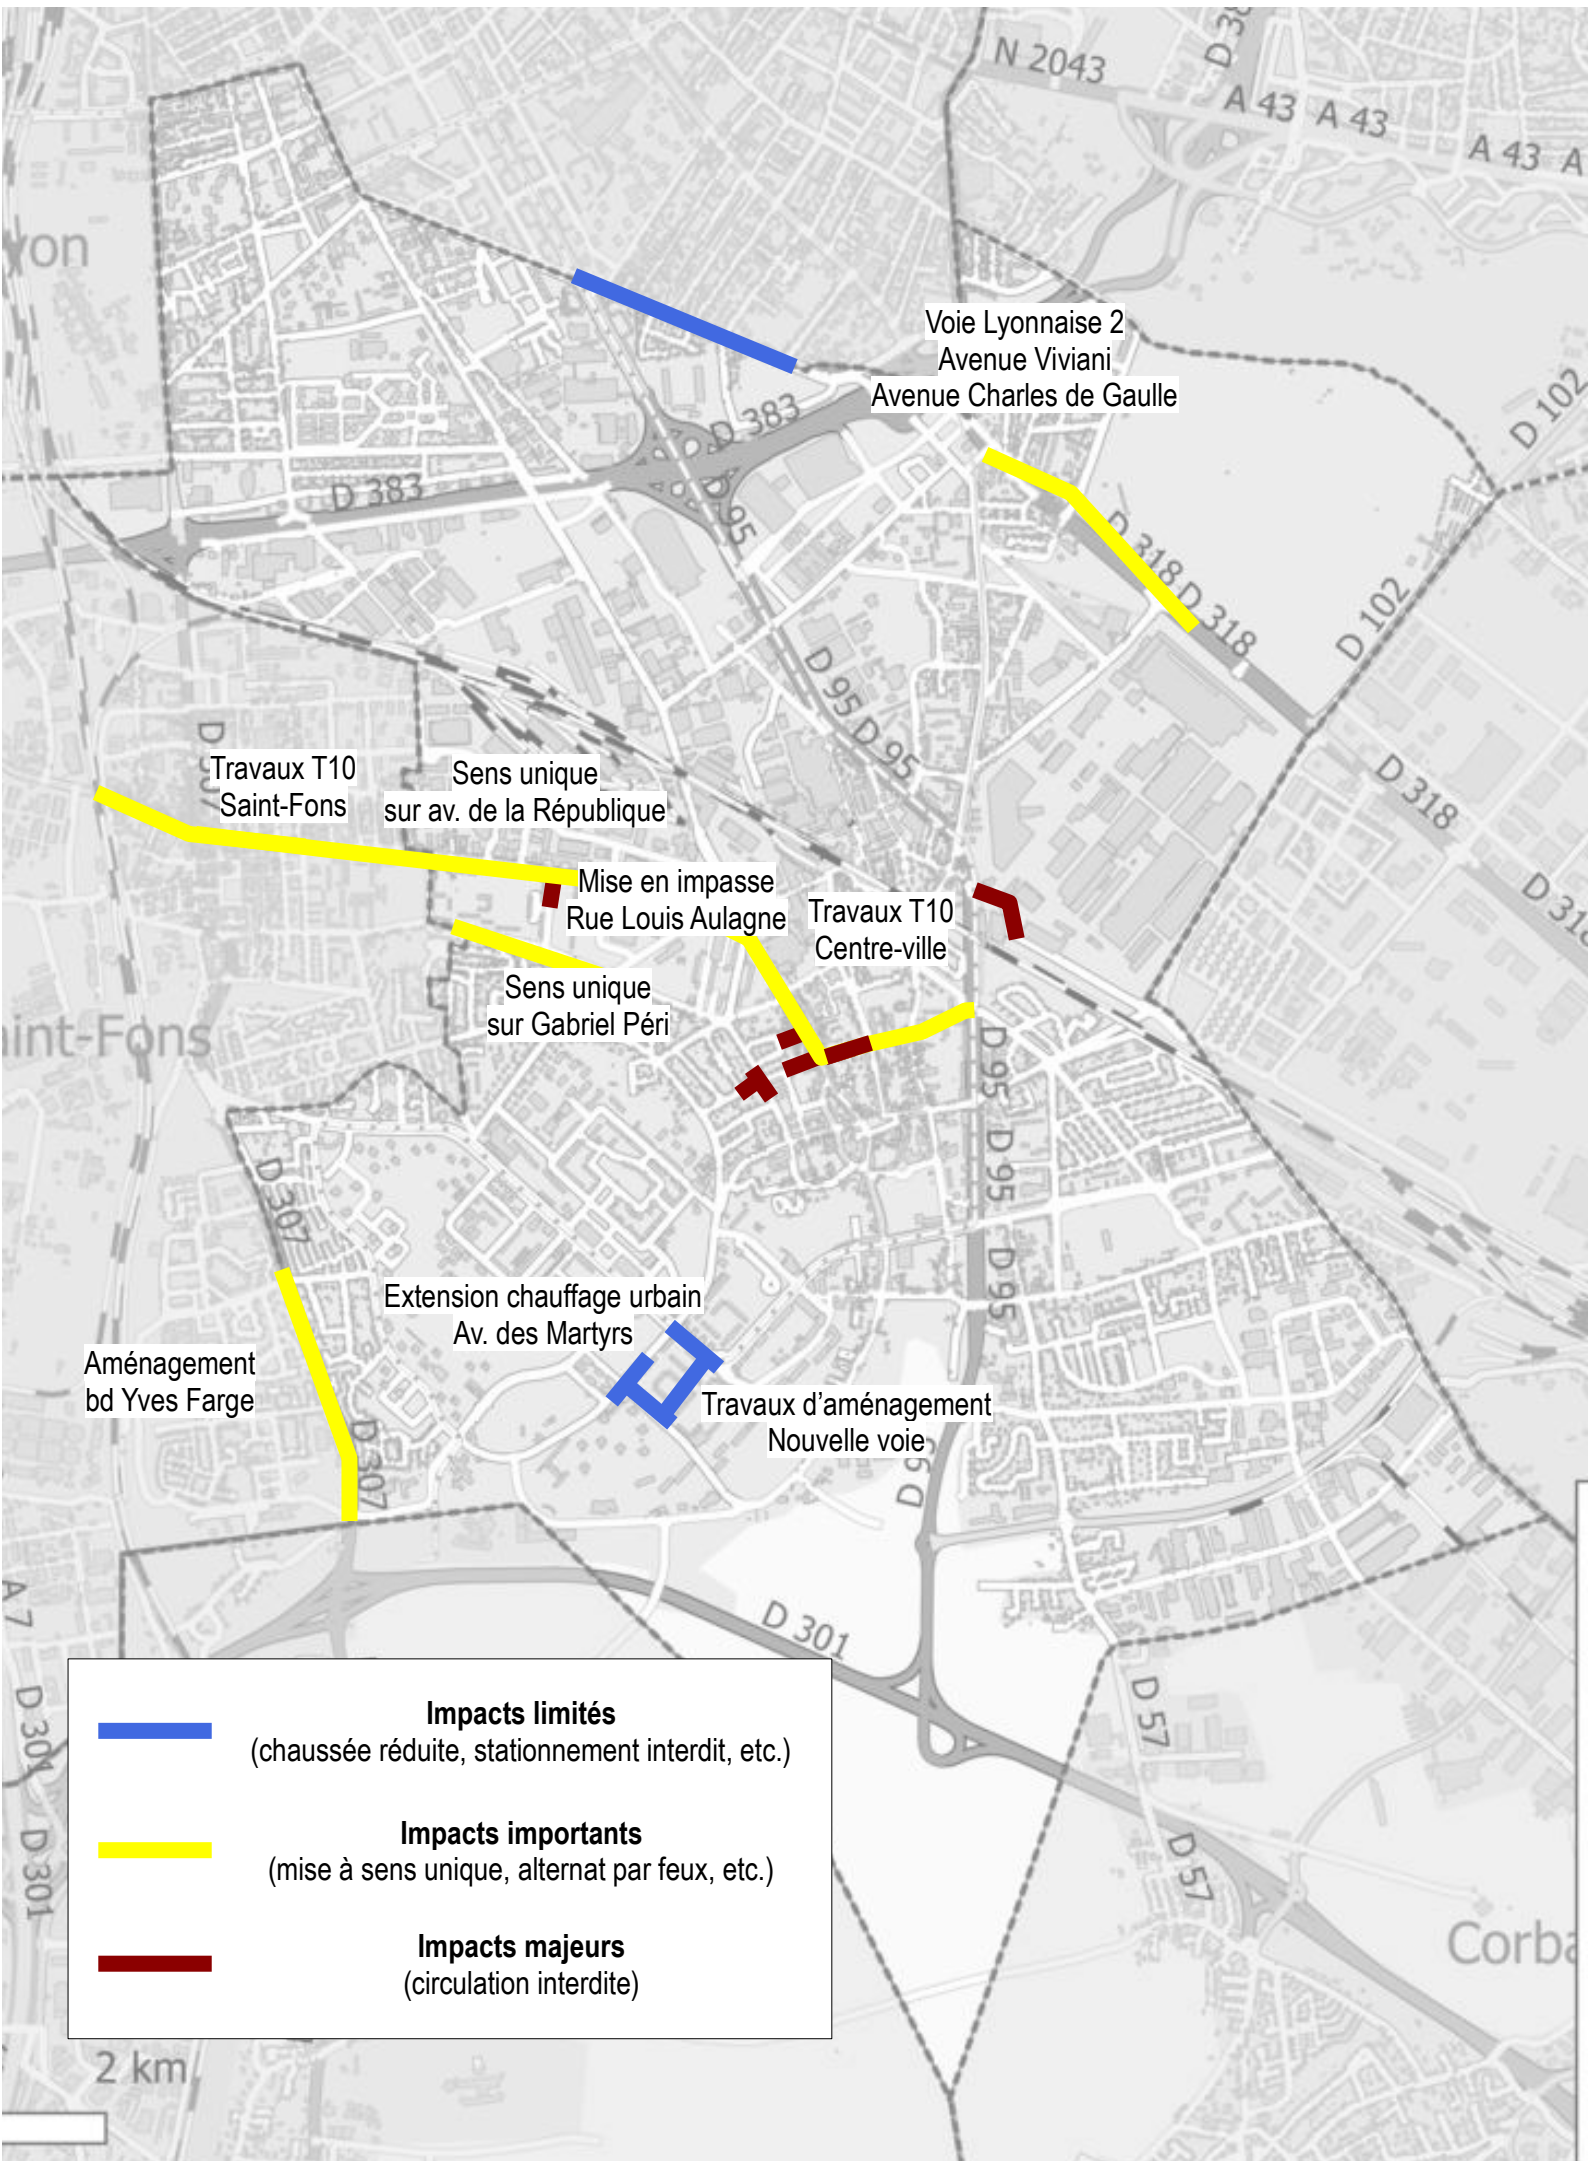 N 2043
D 38
A 43
A 43
A 43
A
yon
Voie Lyonnaise 2
Avenue Viviani
Avenue Charles de Gaulle
D 102
D 383
D 383
D 95
D 318
D 318
D 102
D 95
D 95
D 318
D 318
Travaux T10
Saint-Fons
Sens unique
sur av. de la République
Mise en impasse
Rue Louis Aulagne
Travaux T10
Centre-ville
Sens unique
sur Gabriel Péri
int-Fons
D 95
D 95
D 95
D 307
Extension chauffage urbain
Av. des Martyrs
Aménagement
bd Yves Farge
Travaux d’aménagement
Nouvelle voie
D 307
D 9
A 7
D 301
D 301
D 57
Impacts limités
(chaussée réduite, stationnement interdit, etc.)
Impacts importants
(mise à sens unique, alternat par feux, etc.)
Impacts majeurs
(circulation interdite)
D 301
D 57
Corba
2 km